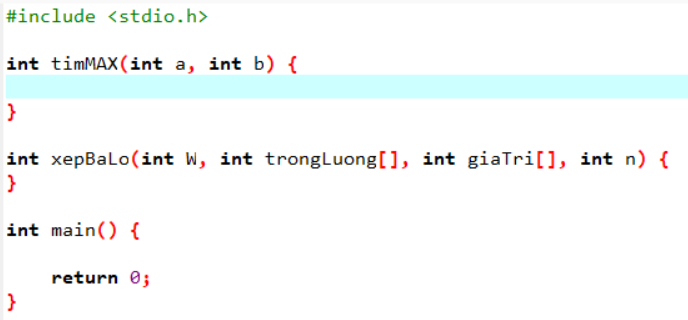 #include <stdio.h>
int timMAX(int a, int b) {
}
int xepBaLo(int W, int trongLuong[], int giaTri[], int n) {
}
int main() {
    return 0;
}